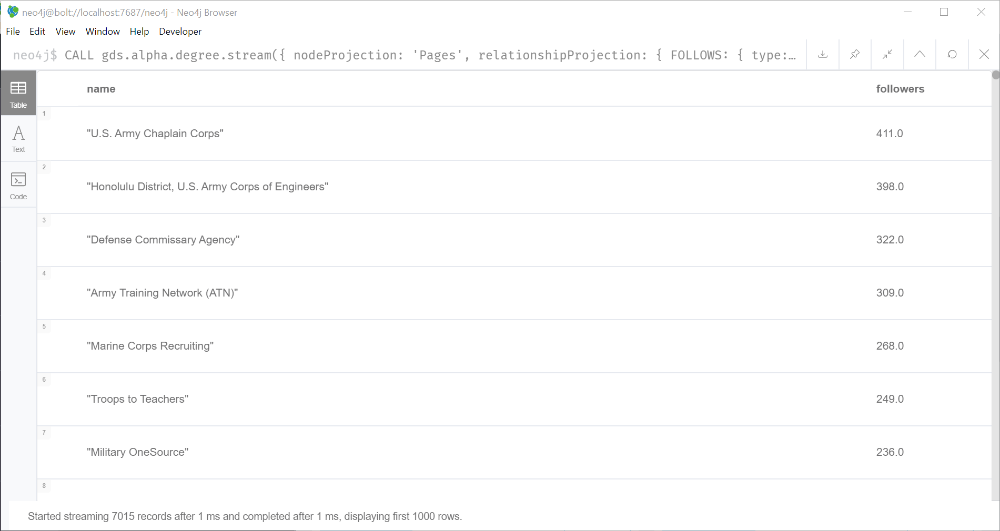 neo4j@bolt://localhost:7687/neo4j - Neo4j Browser
File Edit View Window Help Developer
neo4j$ CALL gds.alpha.degree.stream({ nodeProjection: 'Pages', relationshipProjection: { FOLLOWS: { type:…
name followers
Table
1
"U.S. Army Chaplain Corps" 411.0
Text
2
"Honolulu District, U.S. Army Corps of Engineers" 398.0
Code
3
"Defense Commissary Agency" 322.0
4
"Army Training Network (ATN)" 309.0
5
"Marine Corps Recruiting" 268.0
6
"Troops to Teachers" 249.0
7
"Military OneSource" 236.0
8
Started streaming 7015 records after 1 ms and completed after 1 ms, displaying first 1000 rows.